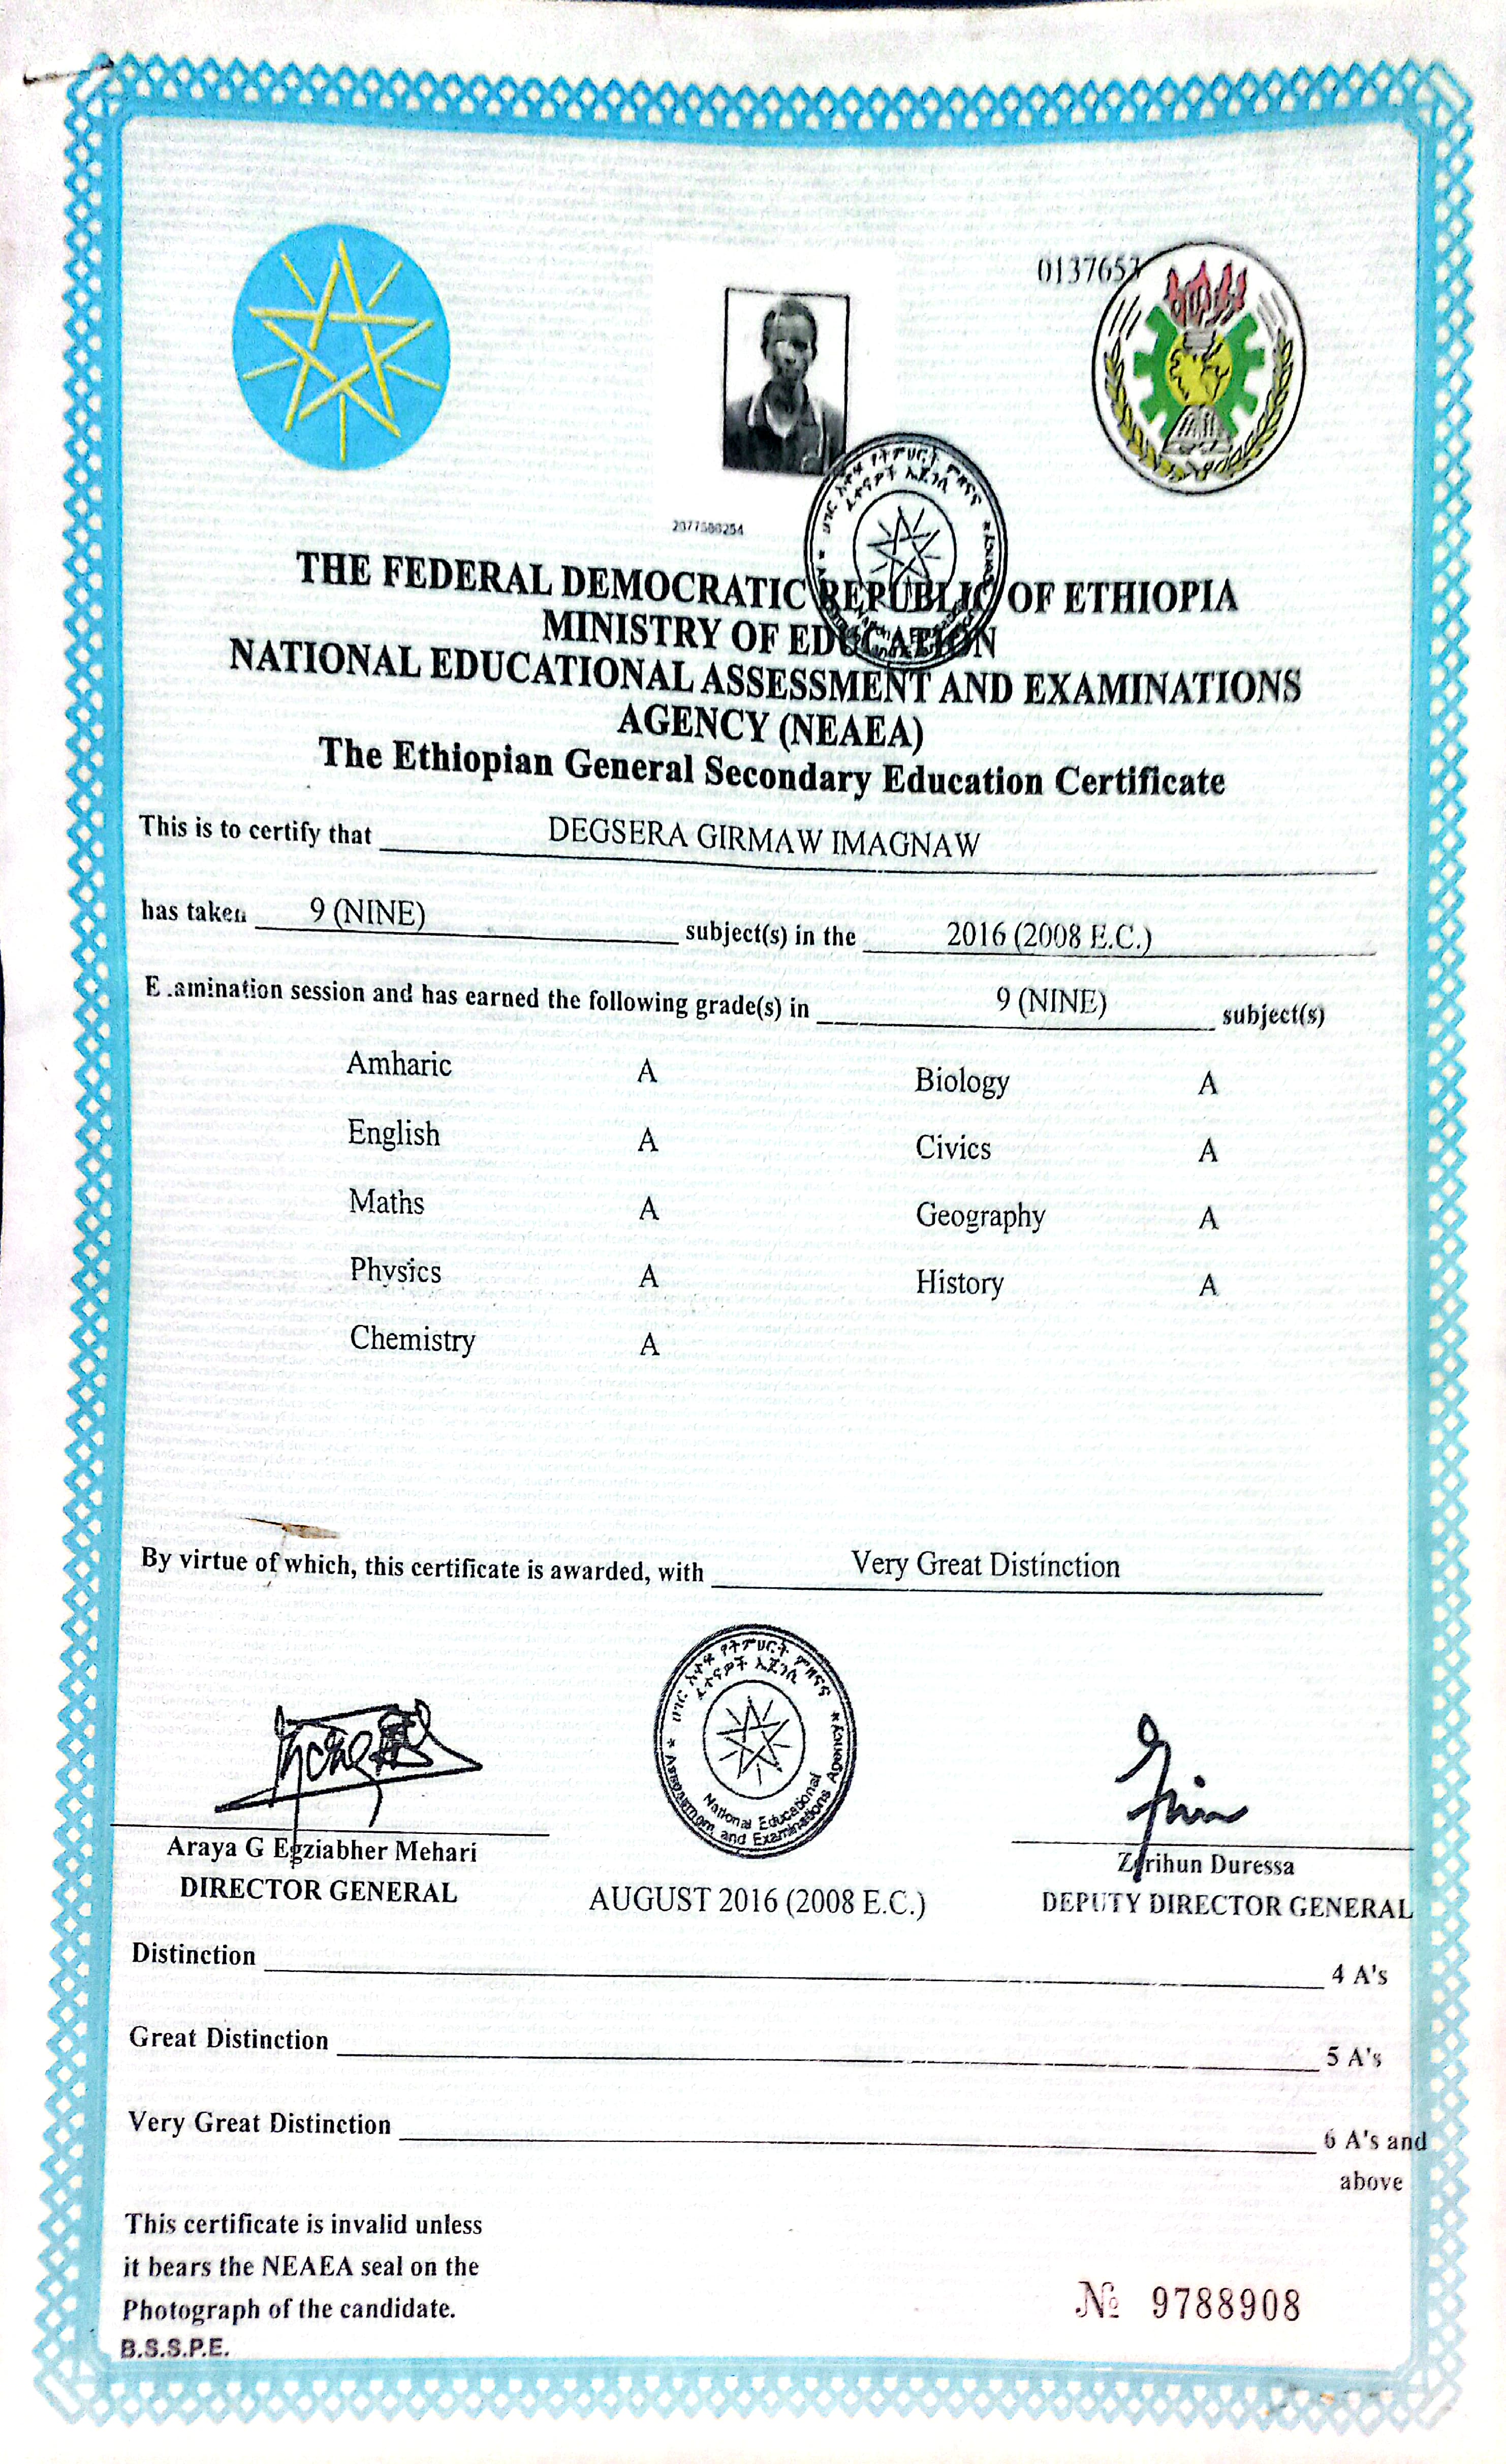 THE FEDERAL DEMOCRATIC REPUBLIC OF ETHIOPIA
MINISTRY OF EDUCATION
NATIONAL EDUCATIONAL ASSESSMENT AND EXAMINATIONS
AGENCY (NEAEA)
The Ethiopian General Secondary Education Certificate
This is to certify that DEGSERA GIRMAW IMAGNAW
has taken 9 (NINE) subject(s) in the 2016 (2008 E.C.)
E.amination session and has earned the following grade(s) in 9 (NINE) subject(s)
Amharic A Biology A
English A Civics A
Maths A Geography A
Physics A History A
Chemistry A
By virtue of which, this certificate is awarded, with Very Great Distinction
ሀገር አቀፍ የትምህርት ምዘናና
ፈተናዎች ኤጀንሲ
National Educational
Assessment and Examinations Agency
Araya G Egziabher Mehari
DIRECTOR GENERAL
AUGUST 2016 (2008 E.C.)
Zerihun Duressa
DEPUTY DIRECTOR GENERAL
Distinction 4 A's
Great Distinction 5 A's
Very Great Distinction 6 A's and
above
This certificate is invalid unless
it bears the NEAEA seal on the
Photograph of the candidate.
B.S.S.P.E.
№ 9788908